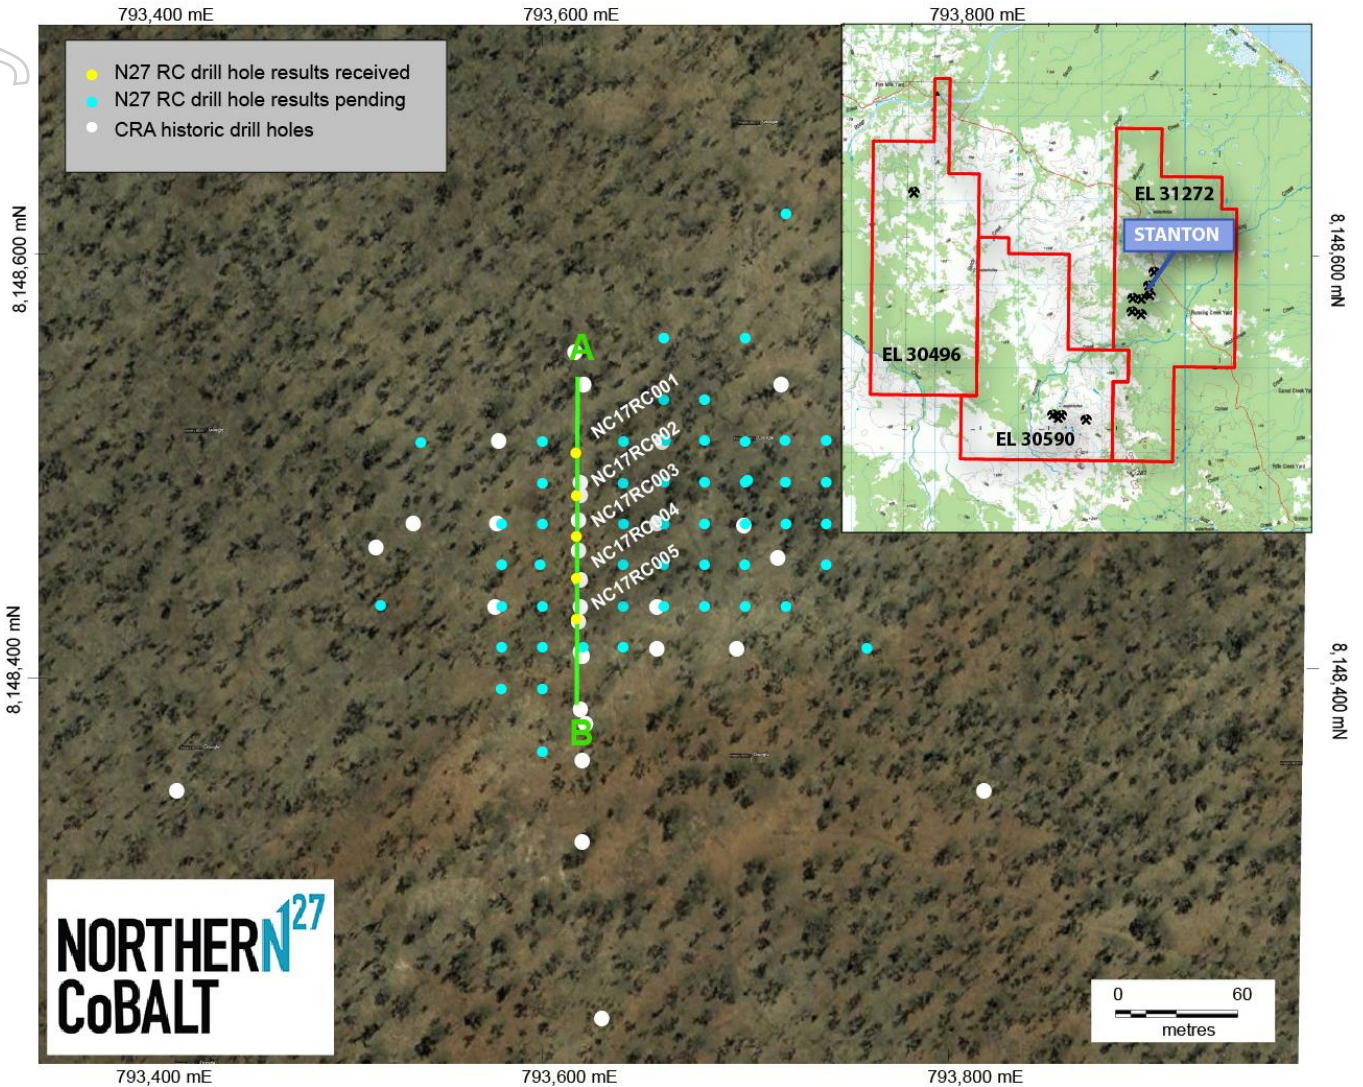 793,400 mE
793,600 mE
793,800 mE
N27 RC drill hole results received
N27 RC drill hole results pending
CRA historic drill holes
EL 31272
STANTON
EL 30496
EL 30590
8,148,600 mN
8,148,600 mN
A
NC17RC001
NC17RC002
NC17RC003
NC17RC004
NC17RC005
B
8,148,400 mN
8,148,400 mN
NORTHERN27
CoBALT
0 60
metres
793,400 mE
793,600 mE
793,800 mE